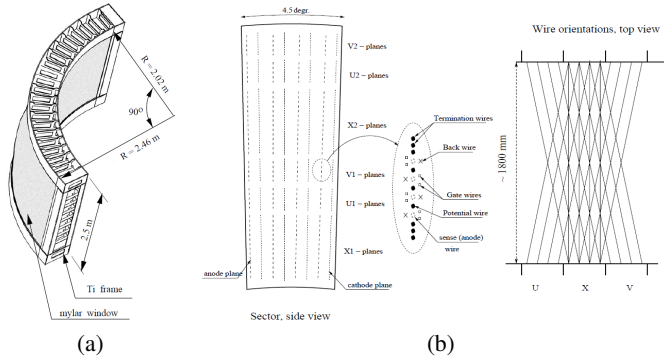 R = 2.02 m
90°
R = 2.46 m
2.5 m
Ti frame
mylar window
(a)
4.5 degr.
V2 – planes
U2 – planes
X2 – planes
V1 – planes
U1 – planes
X1 – planes
anode plane
cathode plane
Sector, side view
Termination wires
Back wire
Gate wires
Potential wire
sense (anode)
wire
(b)
Wire orientations, top view
~ 1800 mm
U X V